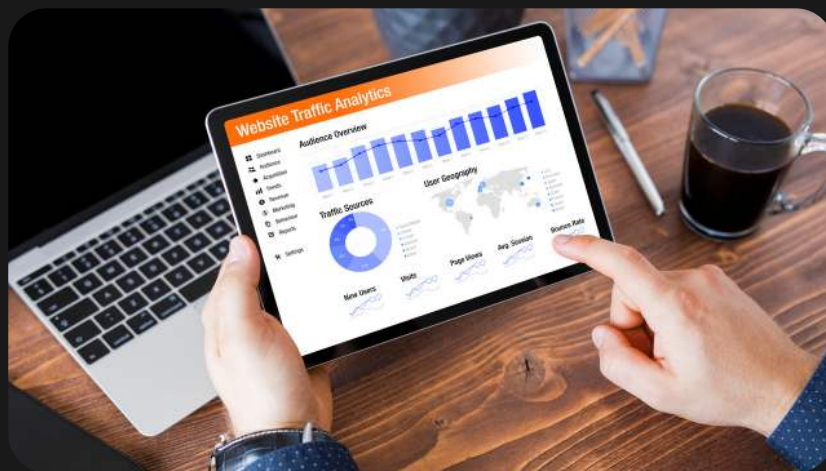 Website Traffic Analytics
Audience Overview
Dashboard
Audience
Acquisition
Trends
Revenue
Marketing
Behaviour
Reports
Settings
Traffic Sources
User Geography
New Users
Visits
Page Views
Avg. Session
Bounce Rate